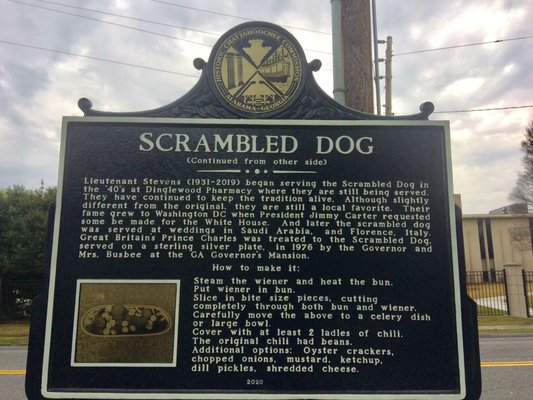 HISTORIC CHATTAHOOCHEE COMMISSION
ALABAMA - GEORGIA
SCRAMBLED DOG
(Continued from other side)
Lieutenant Stevens (1931-2019) began serving the Scrambled Dog in
the '40's at Dinglewood Pharmacy where they are still being served.
They have continued to keep the tradition alive. Although slightly
different from the original, they are still a local favorite. Their
fame grew to Washington DC when President Jimmy Carter requested
some be made for the White House. And later the scrambled dog
was served at weddings in Saudi Arabia, and Florence, Italy.
Great Britain's Prince Charles was treated to the Scrambled Dog,
served on a sterling silver plate, in 1976 by the Governor and
Mrs. Busbee at the GA Governor's Mansion.
How to make it:
Steam the wiener and heat the bun.
Put wiener in bun.
Slice in bite size pieces, cutting
completely through both bun and wiener.
Carefully move the above to a celery dish
or large bowl.
Cover with at least 2 ladles of chili.
The original chili had beans.
Additional options: Oyster crackers,
chopped onions, mustard, ketchup,
dill pickles, shredded cheese.
2020